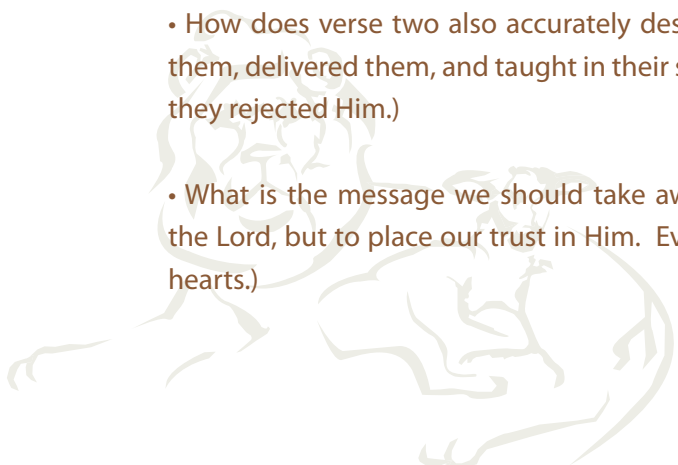 • How does verse two also accurately des
them, delivered them, and taught in their s
they rejected Him.)
• What is the message we should take aw
the Lord, but to place our trust in Him. Ev
hearts.)